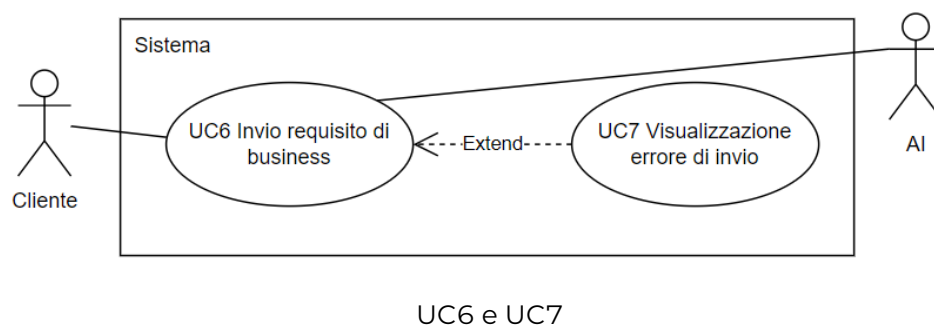 Sistema
UC6 Invio requisito di
business
Extend
UC7 Visualizzazione
errore di invio
Cliente
AI
UC6 e UC7